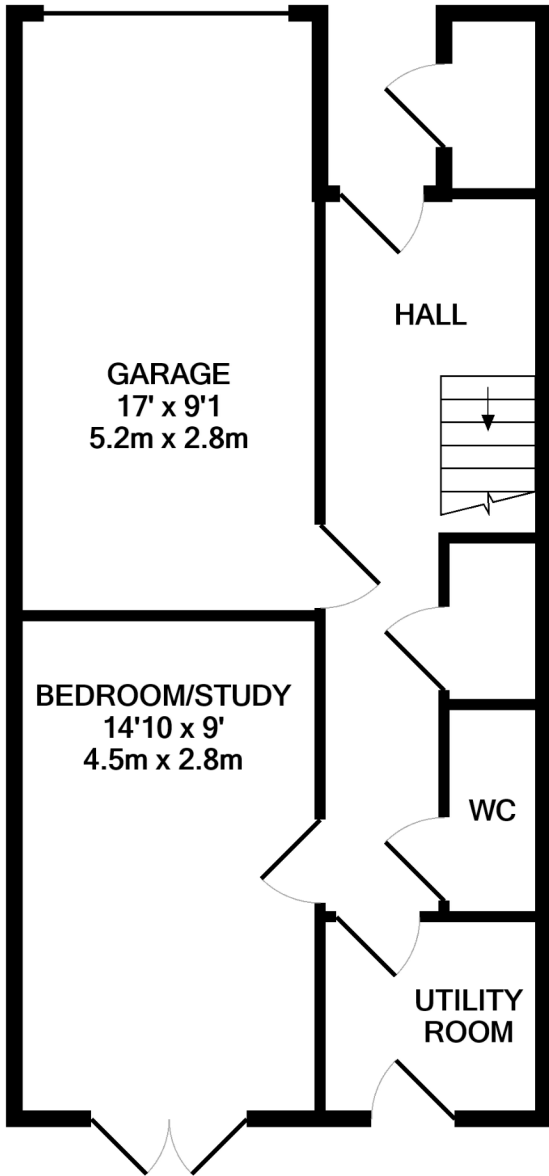 HALL
GARAGE
17' x 9'1
5.2m x 2.8m
BEDROOM/STUDY
14'10 x 9'
4.5m x 2.8m
WC
UTILITY
ROOM